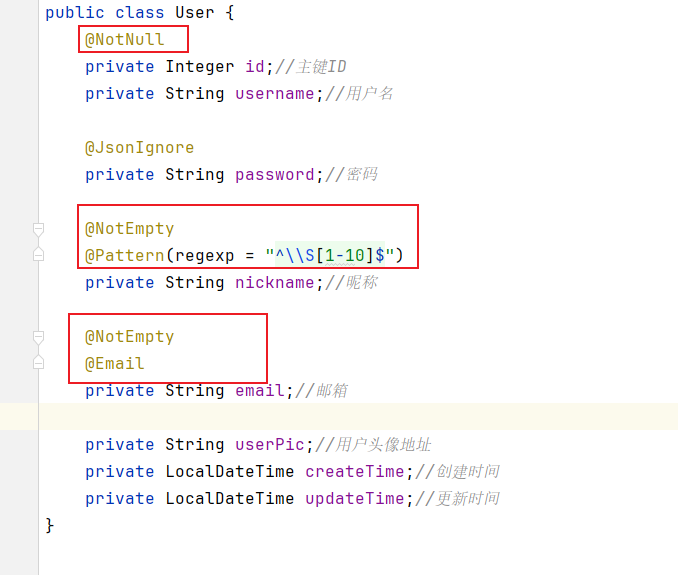 public class User {
@NotNull
private Integer id;//主键ID
private String username;//用户名
@JsonIgnore
private String password;//密码
@NotEmpty
@Pattern(regexp = "^\\S[1-10]$")
private String nickname;//昵称
@NotEmpty
@Email
private String email;//邮箱
private String userPic;//用户头像地址
private LocalDateTime createTime;//创建时间
private LocalDateTime updateTime;//更新时间
}